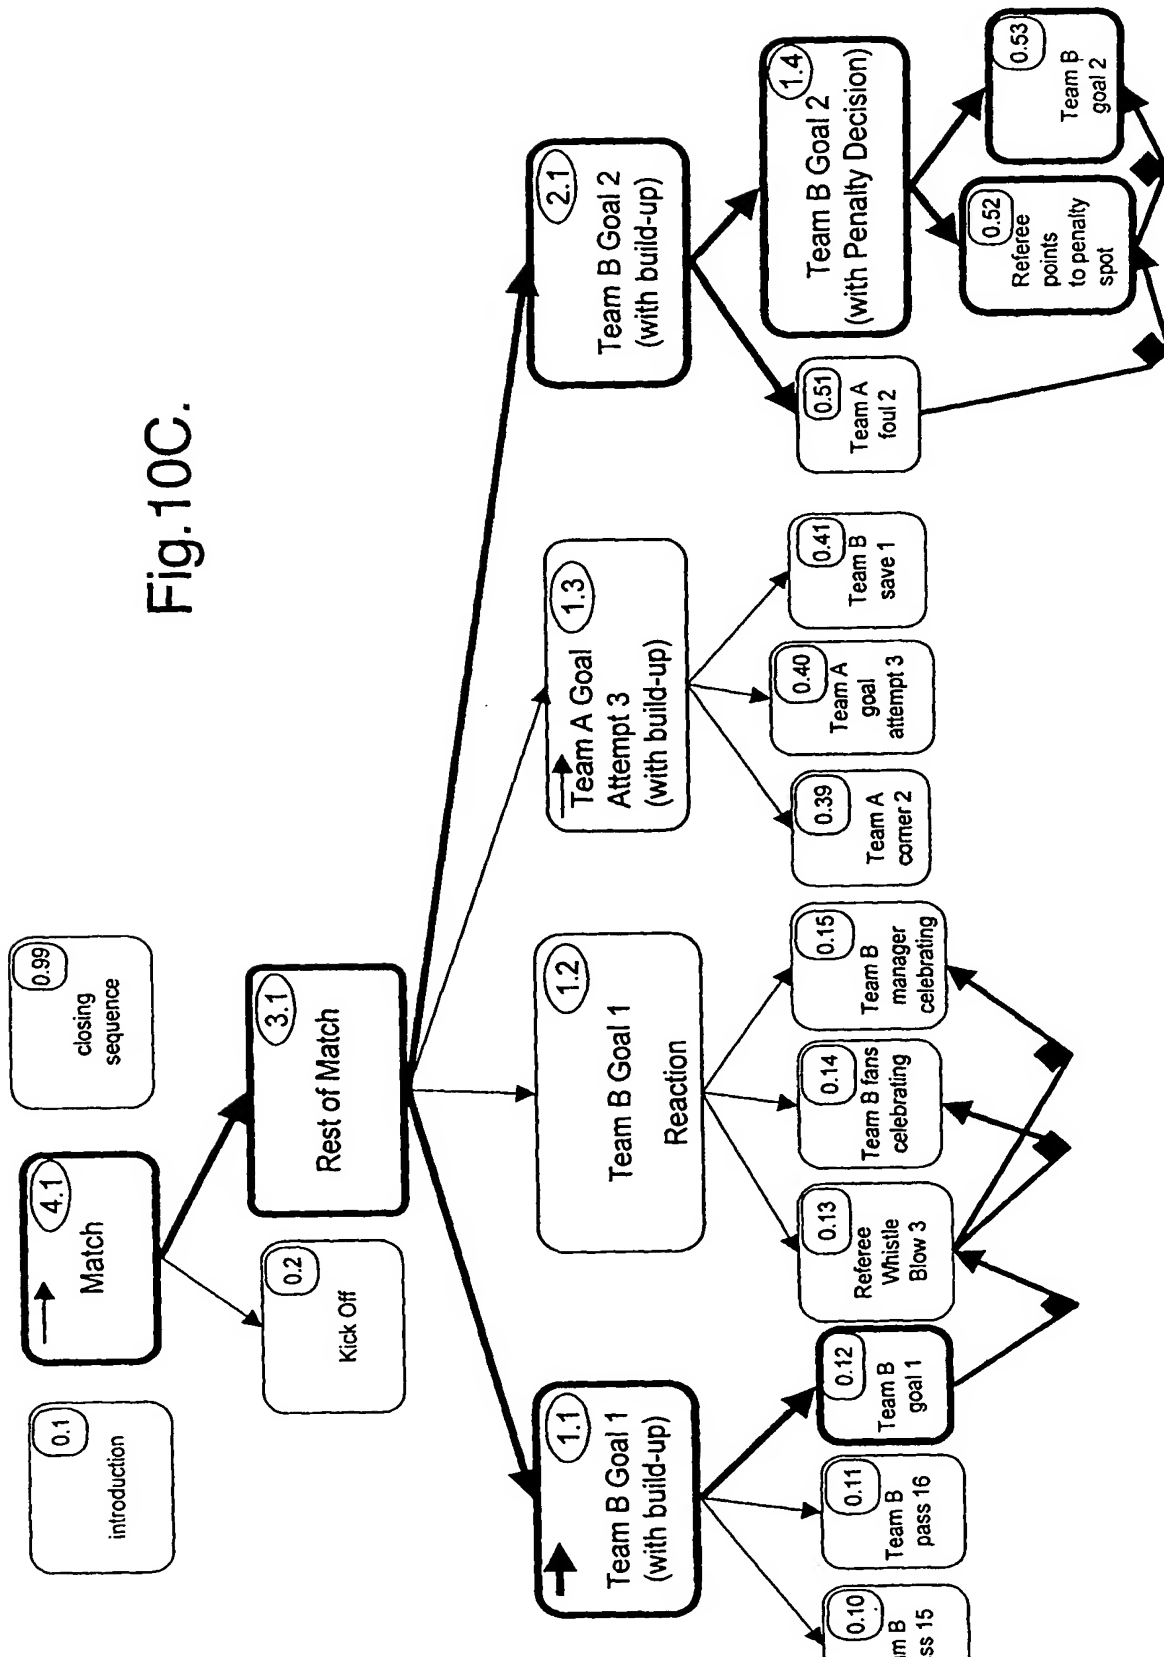 Fig.10C.
0.1
introduction
4.1
Match
0.99
closing
sequence
0.2
Kick Off
3.1
Rest of Match
1.1
Team B Goal 1
(with build-up)
1.2
Team B Goal 1
Reaction
1.3
Team A Goal
Attempt 3
(with build-up)
2.1
Team B Goal 2
(with build-up)
0.10
ss 15
0.11
Team B
pass 16
0.12
Team B
goal 1
0.13
Referee
Whistle
Blow 3
0.14
Team B fans
celebrating
0.15
Team B
manager
celebrating
0.39
Team A
corner 2
0.40
Team A
goal
attempt 3
0.41
Team B
save 1
0.51
Team A
foul 2
1.4
Team B Goal 2
(with Penalty Decision)
0.52
Referee
points
to penalty
spot
0.53
Team B
goal 2